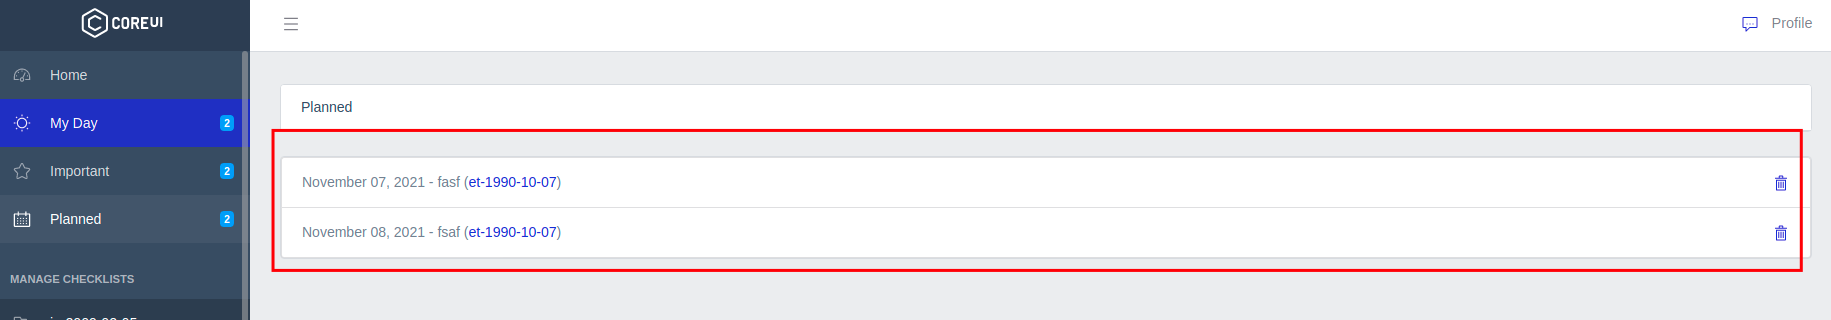 COREUI
Profile
Home
My Day 2
Important 2
Planned 2
MANAGE CHECKLISTS
Planned
November 07, 2021 - fasf (et-1990-10-07)
November 08, 2021 - fsaf (et-1990-10-07)